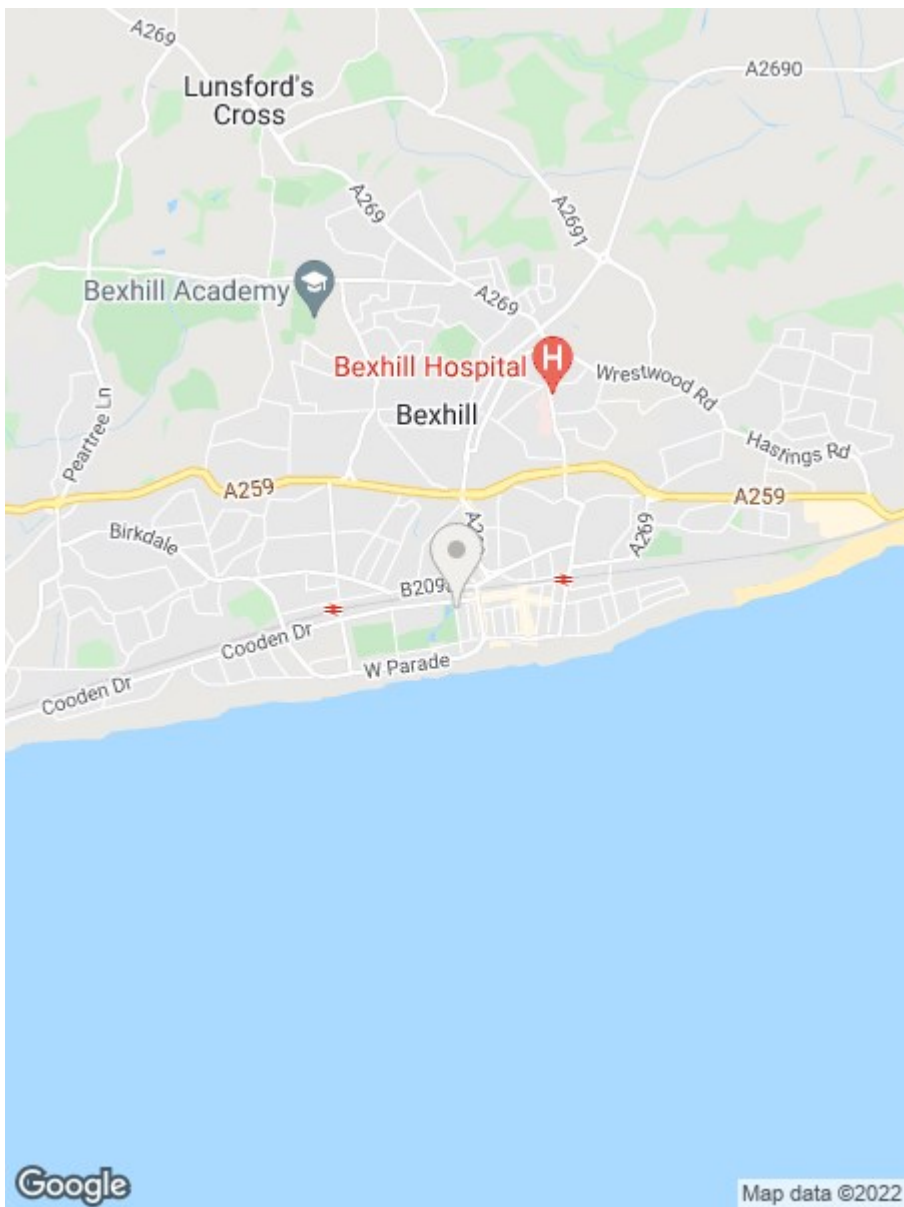 A269
Lunsford's
Cross
A2690
A269
A2691
Bexhill Academy
A269
Bexhill Hospital
H
Wrestwood Rd
Peartree Ln
Bexhill
Hastings Rd
A259
A259
Birkdale
A269
Cooden Dr
W Parade
Cooden Dr
Google
Map data ©2022